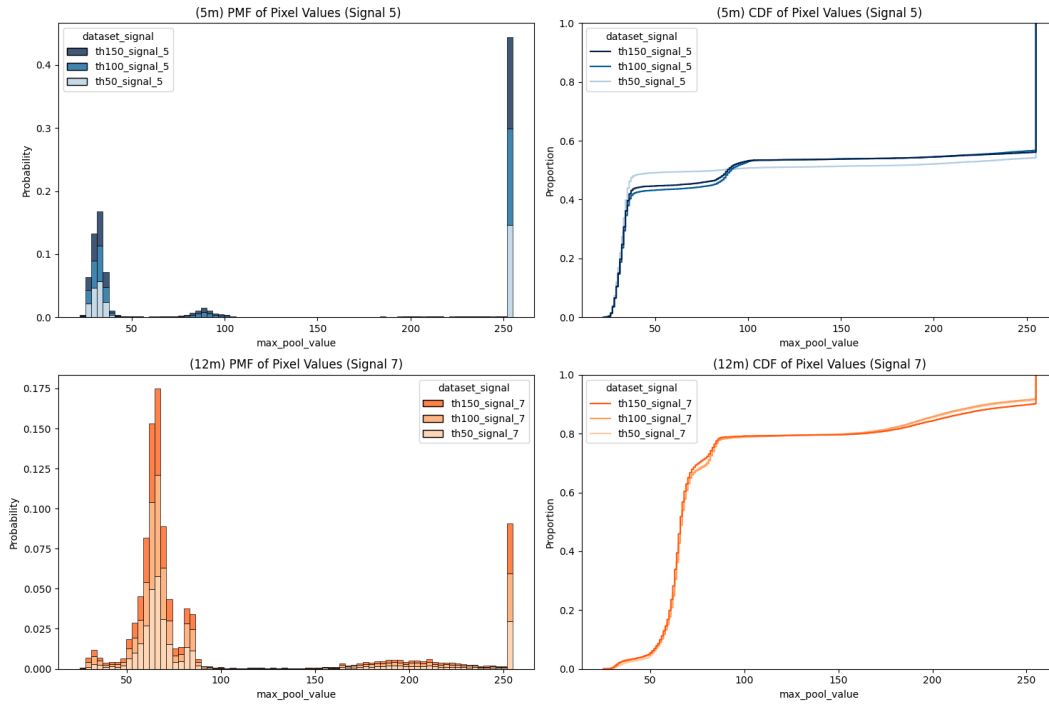 (5m) PMF of Pixel Values (Signal 5)
dataset_signal
th150_signal_5
th100_signal_5
th50_signal_5
Probability
0.4
0.3
0.2
0.1
0.0
50
100
150
200
250
max_pool_value
(5m) CDF of Pixel Values (Signal 5)
dataset_signal
th150_signal_5
th100_signal_5
th50_signal_5
Proportion
1.0
0.8
0.6
0.4
0.2
0.0
50
100
150
200
250
max_pool_value
(12m) PMF of Pixel Values (Signal 7)
dataset_signal
th150_signal_7
th100_signal_7
th50_signal_7
Probability
0.175
0.150
0.125
0.100
0.075
0.050
0.025
0.000
50
100
150
200
250
max_pool_value
(12m) CDF of Pixel Values (Signal 7)
dataset_signal
th150_signal_7
th100_signal_7
th50_signal_7
Proportion
1.0
0.8
0.6
0.4
0.2
0.0
50
100
150
200
250
max_pool_value